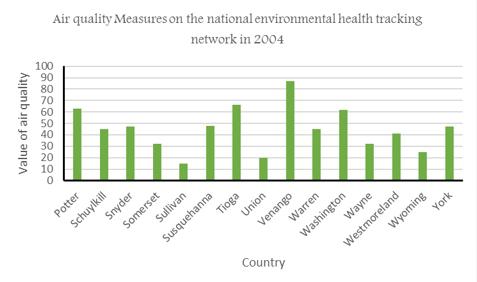 Air quality Measures on the national environmental health tracking
network in 2004
Value of air quality
100
90
80
70
60
50
40
30
20
10
0
Potter
Schuylkill
Snyder
Somerset
Sullivan
Susquehanna
Tioga
Union
Venango
Warren
Washington
Wayne
Westmoreland
Wyoming
York
Country